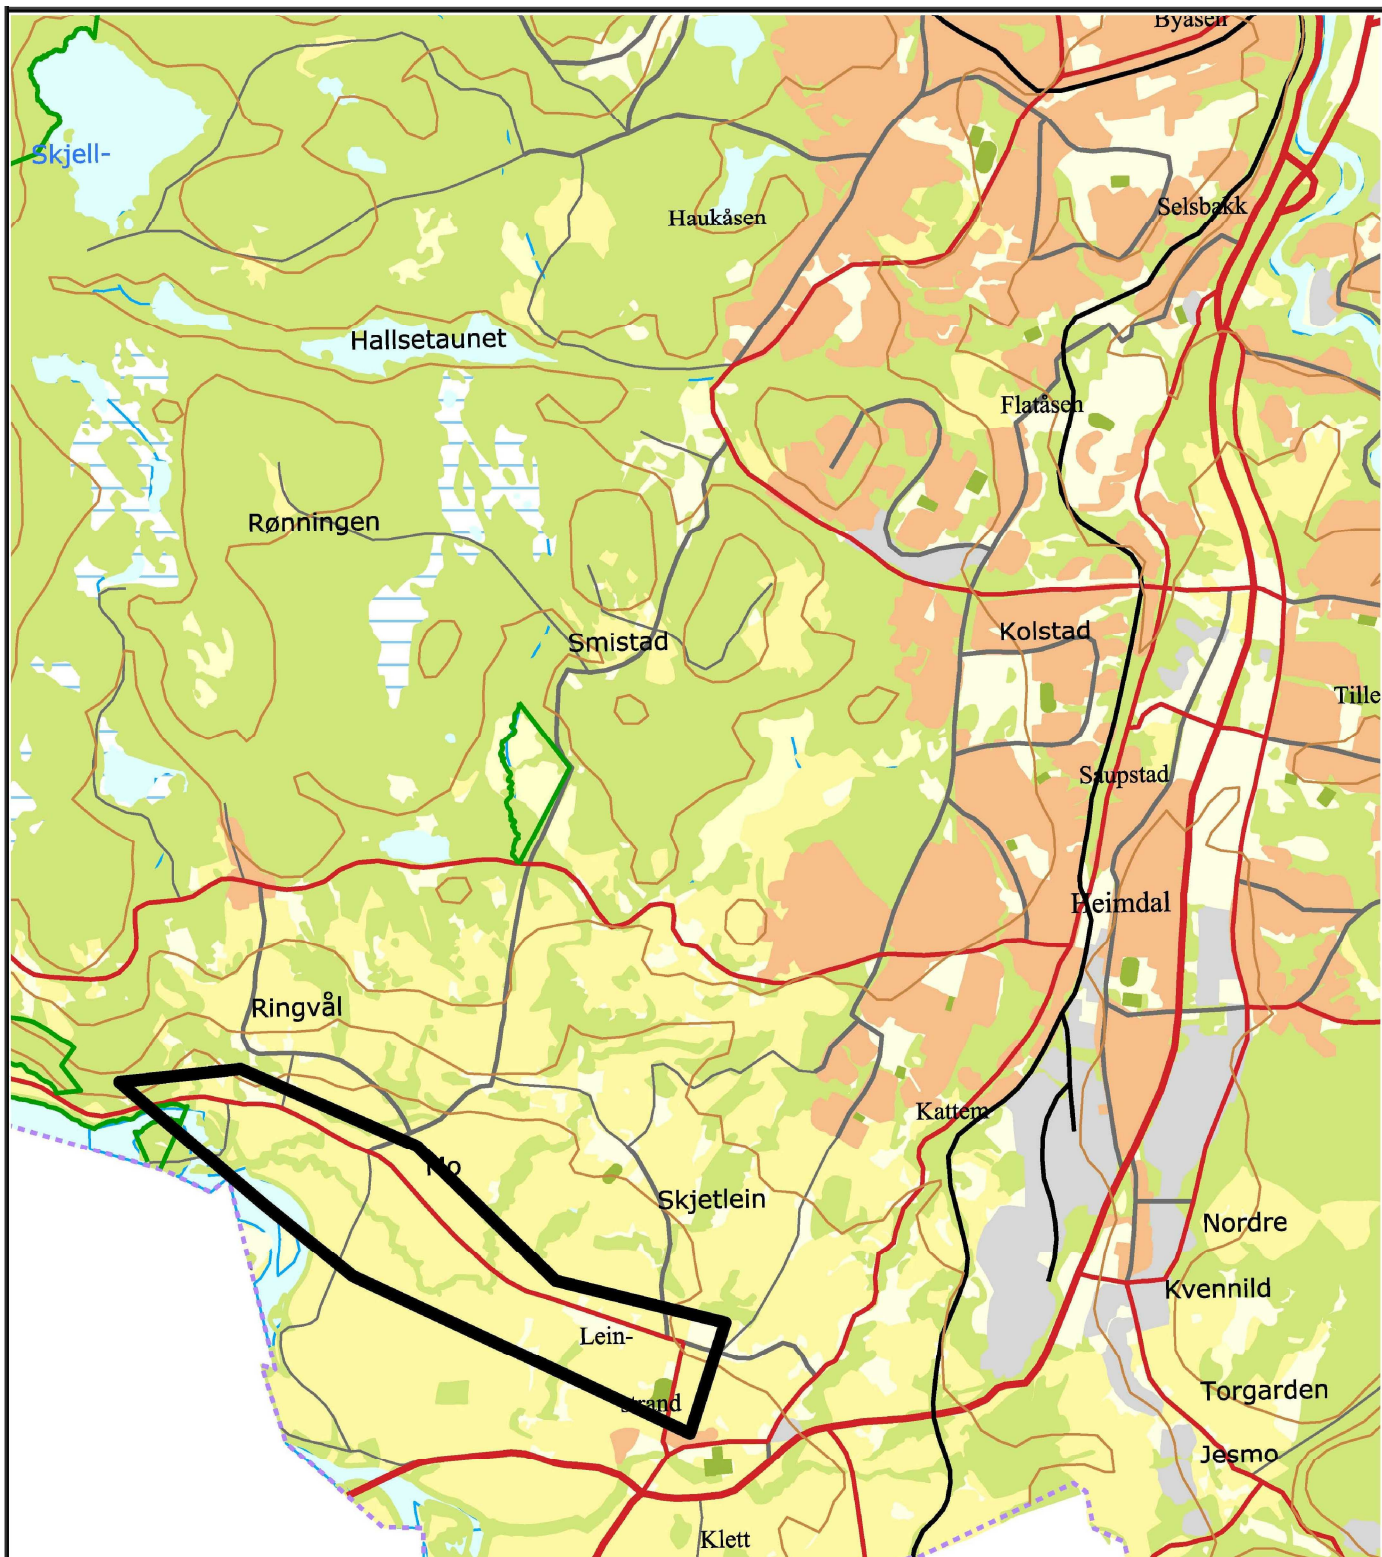 Byåsen
Skjell-
Selsbakk
Haukåsen
Hallsetaunet
Flatåsen
Rønningen
Kolstad
Smistad
Tille
Saupstad
Heimdal
Ringvål
Kattem
Mo
Skjetlein
Nordre
Kvennild
Lein-
strand
Torgarden
Jesmo
Klett